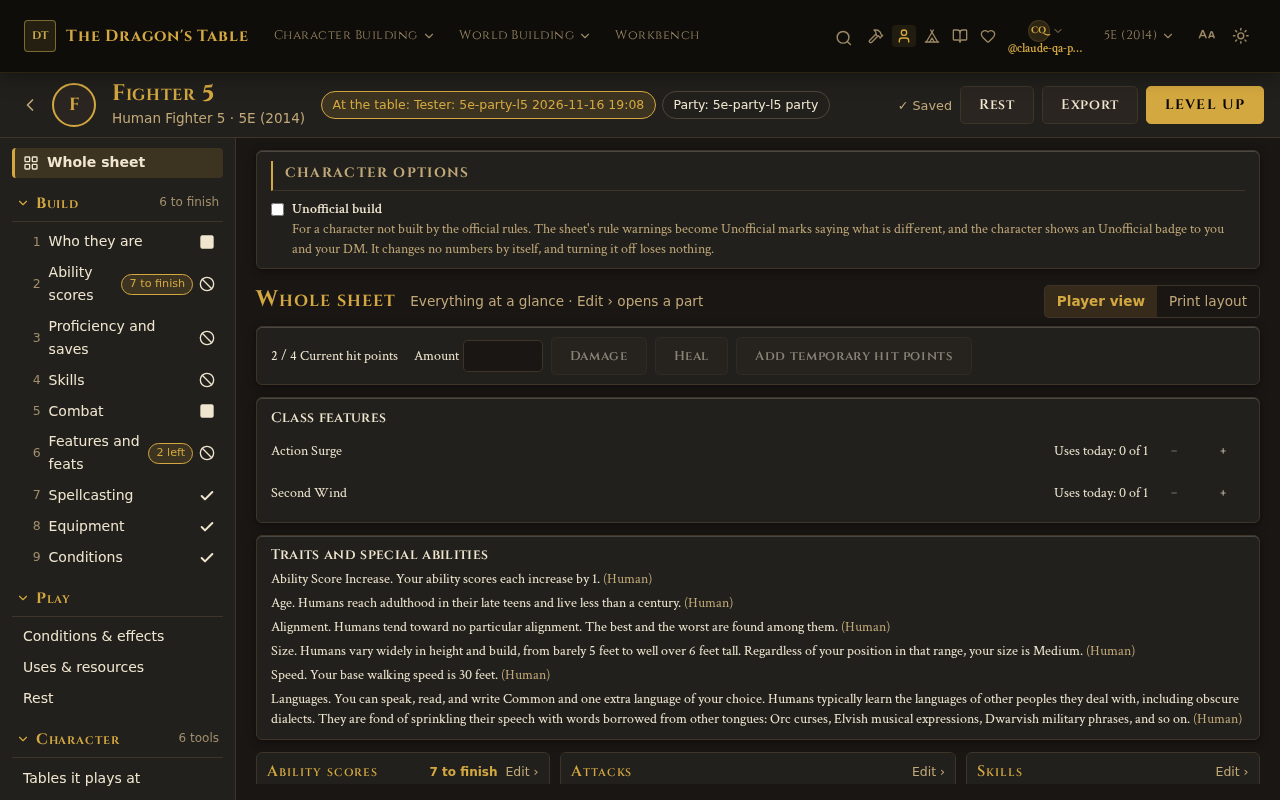 DT The Dragon's Table Character Building World Building Workbench CQ 5E (2014) AA
@claude-qa-p...
F Fighter 5
Human Fighter 5 · 5E (2014)
At the table: Tester: 5e-party-l5 2026-11-16 19:08 Party: 5e-party-l5 party ✓ Saved Rest Export Level Up
Whole sheet
Build 6 to finish
1 Who they are
2 Ability scores 7 to finish
3 Proficiency and saves
4 Skills
5 Combat
6 Features and feats 2 left
7 Spellcasting
8 Equipment
9 Conditions
Play
Conditions & effects
Uses & resources
Rest
Character 6 tools
Tables it plays at
Character Options
Unofficial build
For a character not built by the official rules. The sheet's rule warnings become Unofficial marks saying what is different, and the character shows an Unofficial badge to you
and your DM. It changes no numbers by itself, and turning it off loses nothing.
Whole sheet Everything at a glance · Edit › opens a part Player view Print layout
2 / 4 Current hit points Amount Damage Heal Add temporary hit points
Class features
Action Surge Uses today: 0 of 1 − +
Second Wind Uses today: 0 of 1 − +
Traits and special abilities
Ability Score Increase. Your ability scores each increase by 1. (Human)
Age. Humans reach adulthood in their late teens and live less than a century. (Human)
Alignment. Humans tend toward no particular alignment. The best and the worst are found among them. (Human)
Size. Humans vary widely in height and build, from barely 5 feet to well over 6 feet tall. Regardless of your position in that range, your size is Medium. (Human)
Speed. Your base walking speed is 30 feet. (Human)
Languages. You can speak, read, and write Common and one extra language of your choice. Humans typically learn the languages of other peoples they deal with, including obscure
dialects. They are fond of sprinkling their speech with words borrowed from other tongues: Orc curses, Elvish musical expressions, Dwarvish military phrases, and so on. (Human)
Ability scores 7 to finish Edit › Attacks Edit › Skills Edit ›